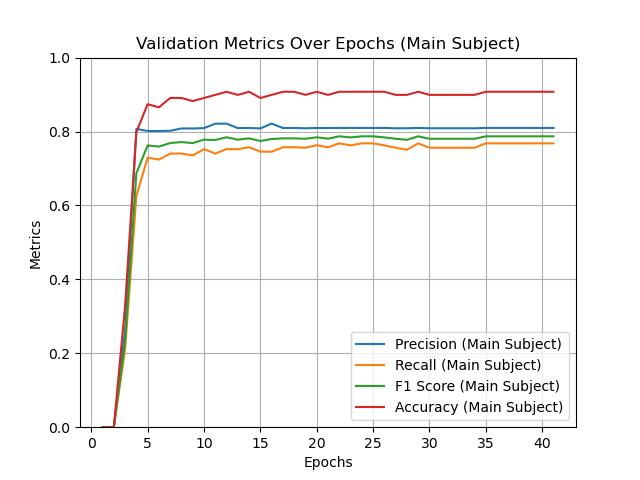 Validation Metrics Over Epochs (Main Subject)
1.0
0.8
0.6
0.4
0.2
0.0
Metrics
Precision (Main Subject)
Recall (Main Subject)
F1 Score (Main Subject)
Accuracy (Main Subject)
0 5 10 15 20 25 30 35 40
Epochs